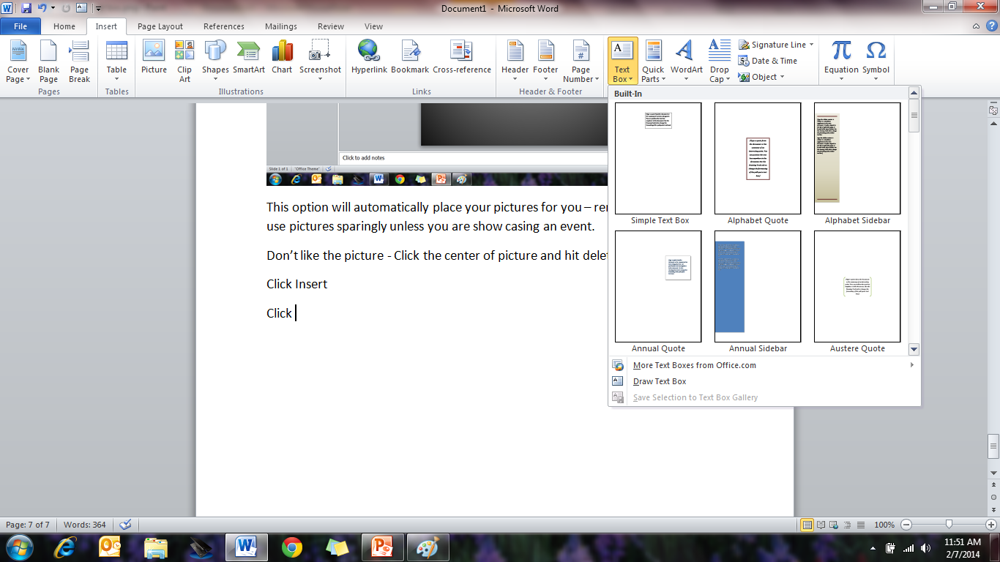 Document1 - Microsoft Word
File Home Insert Page Layout References Mailings Review View
Cover Page Blank Page Page Break Table Picture Clip Art Shapes SmartArt Chart Screenshot Hyperlink Bookmark Cross-reference Header Footer Page Number Text Box Quick Parts WordArt Drop Cap Signature Line Date & Time Object Equation Symbol
Pages Tables Illustrations Links Header & Footer
Built-In
Simple Text Box Alphabet Quote Alphabet Sidebar
Annual Quote Annual Sidebar Austere Quote
More Text Boxes from Office.com
Draw Text Box
Save Selection to Text Box Gallery
Click to add notes
Slide 1 of 1 "Office Theme"
This option will automatically place your pictures for you – rer
use pictures sparingly unless you are show casing an event.
Don't like the picture - Click the center of picture and hit delet
Click Insert
Click
Page: 7 of 7 Words: 364 100%
11:51 AM
2/7/2014